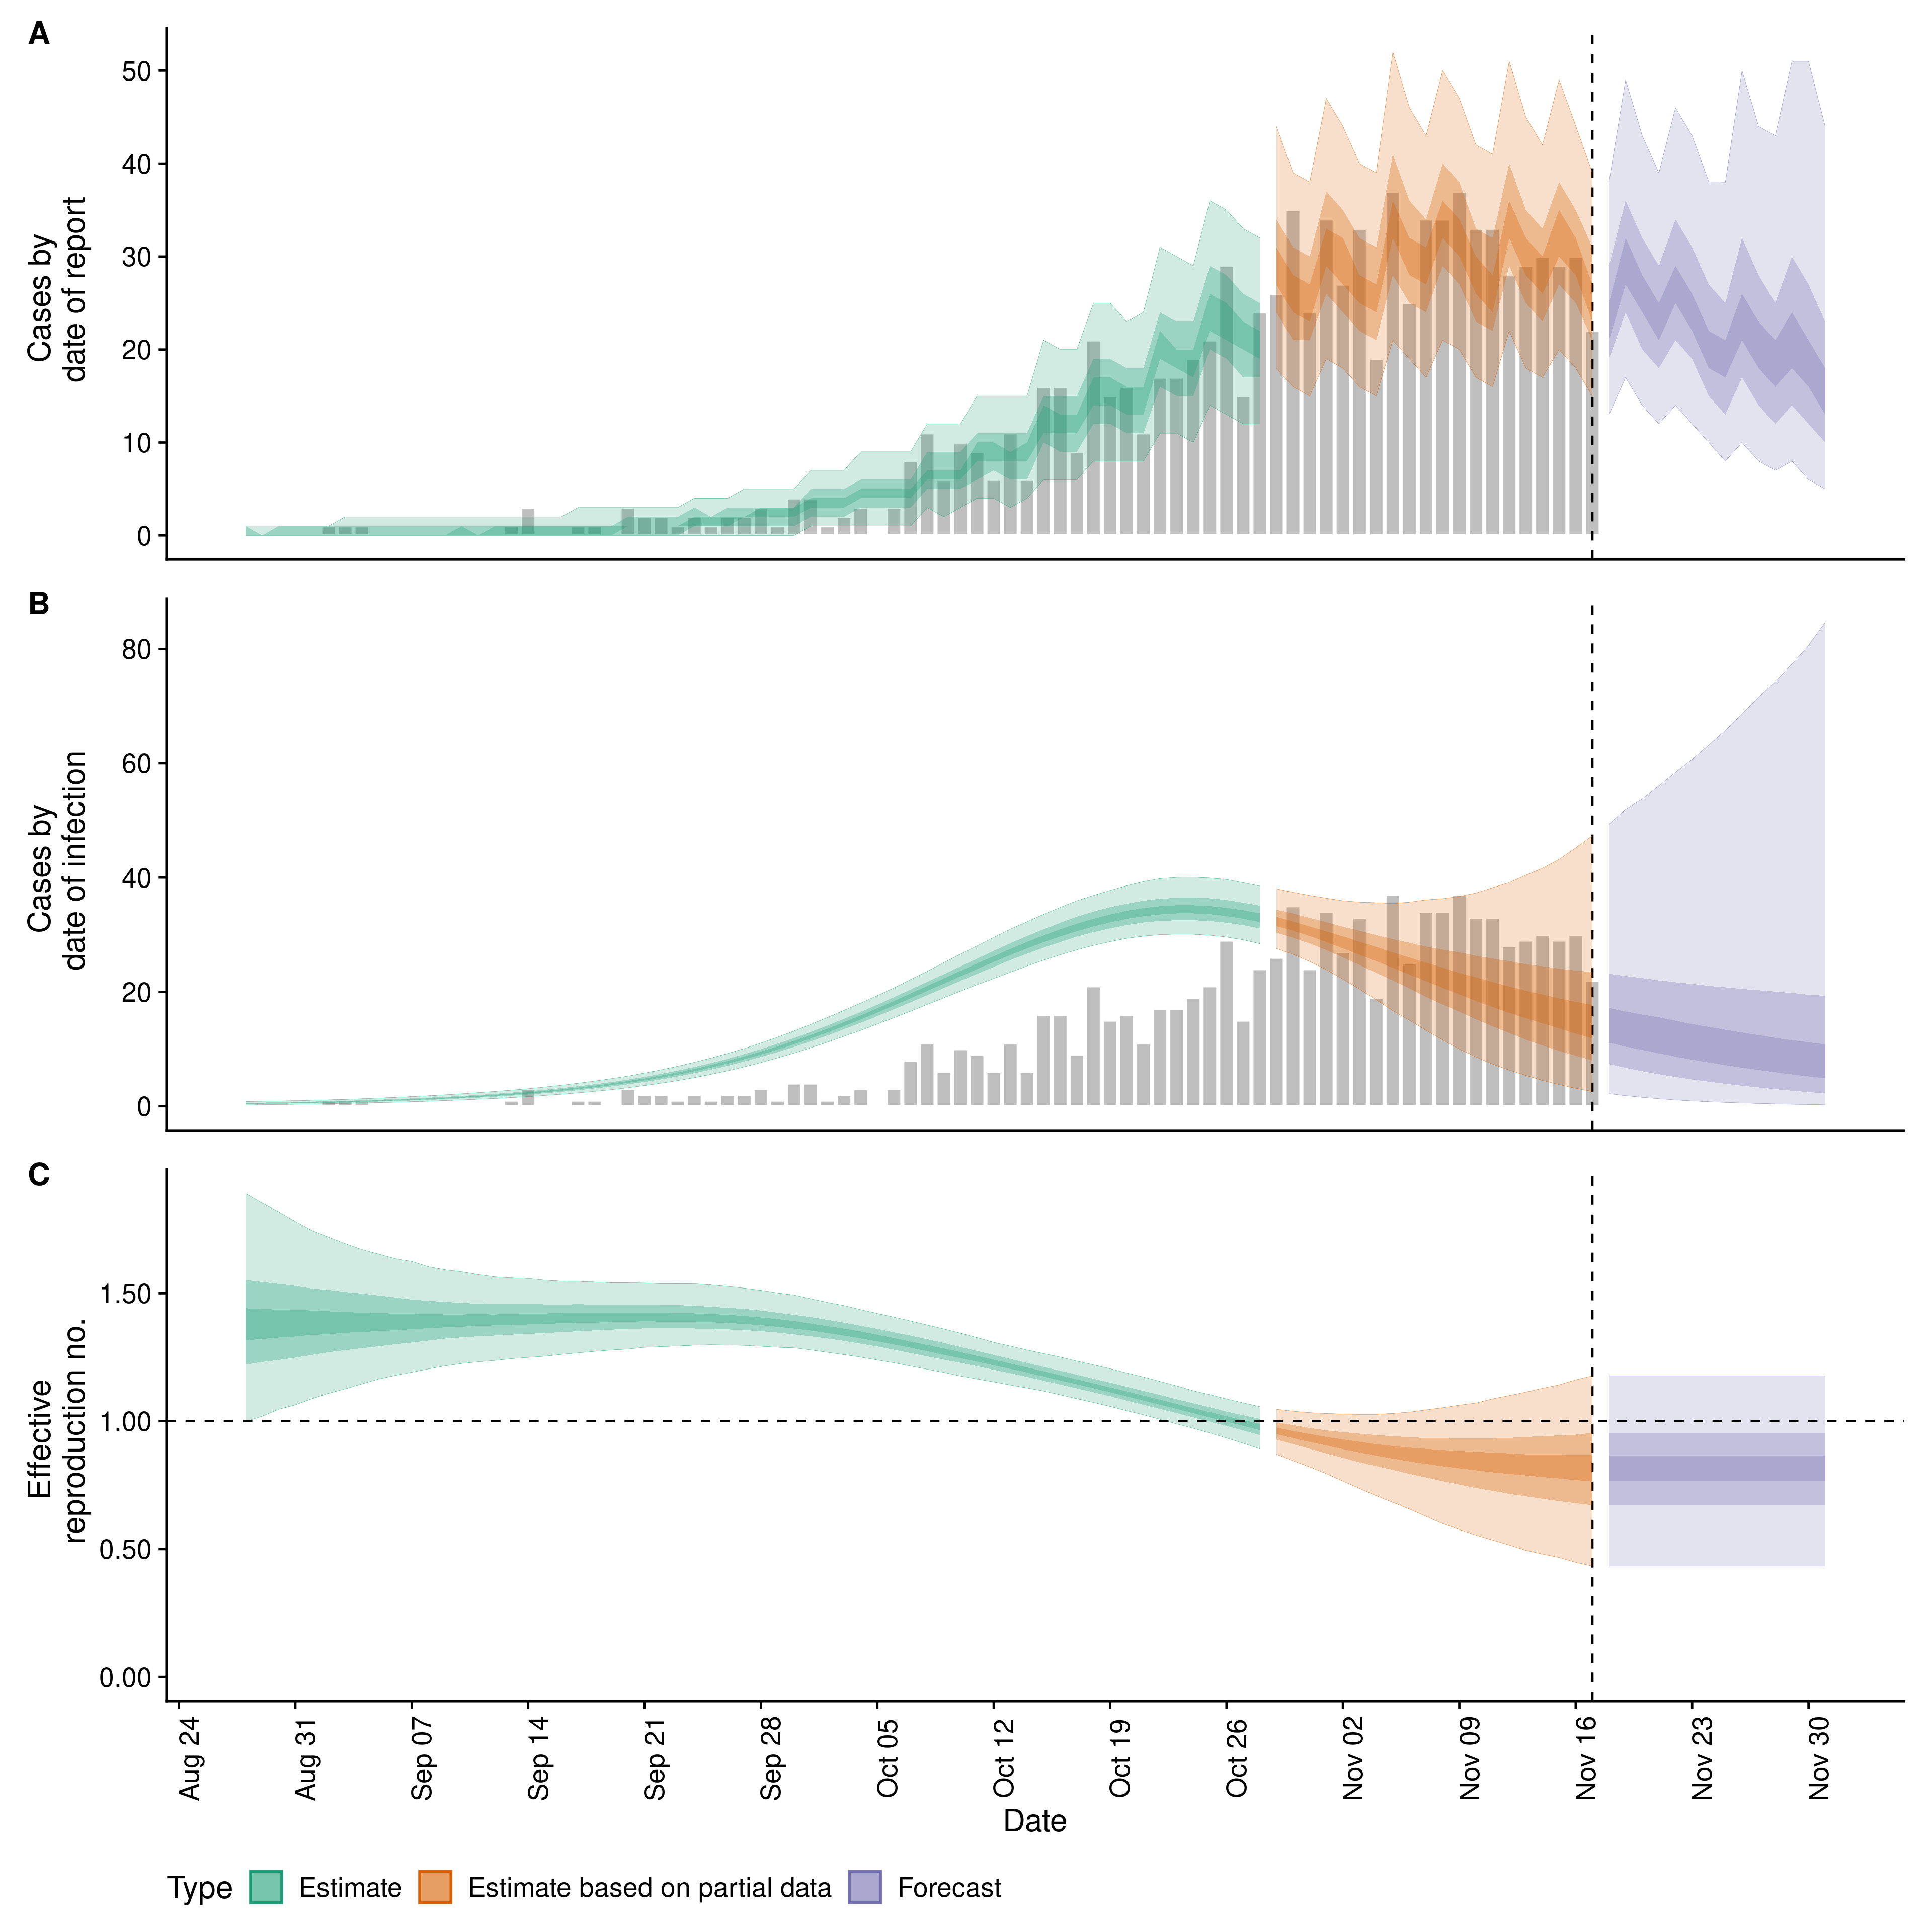 A
Cases by
date of report
50
40
30
20
10
0
B
Cases by
date of infection
80
60
40
20
0
C
Effective
reproduction no.
1.50
1.00
0.50
0.00
Aug 24
Aug 31
Sep 07
Sep 14
Sep 21
Sep 28
Oct 05
Oct 12
Oct 19
Oct 26
Nov 02
Nov 09
Nov 16
Nov 23
Nov 30
Date
Type Estimate Estimate based on partial data Forecast